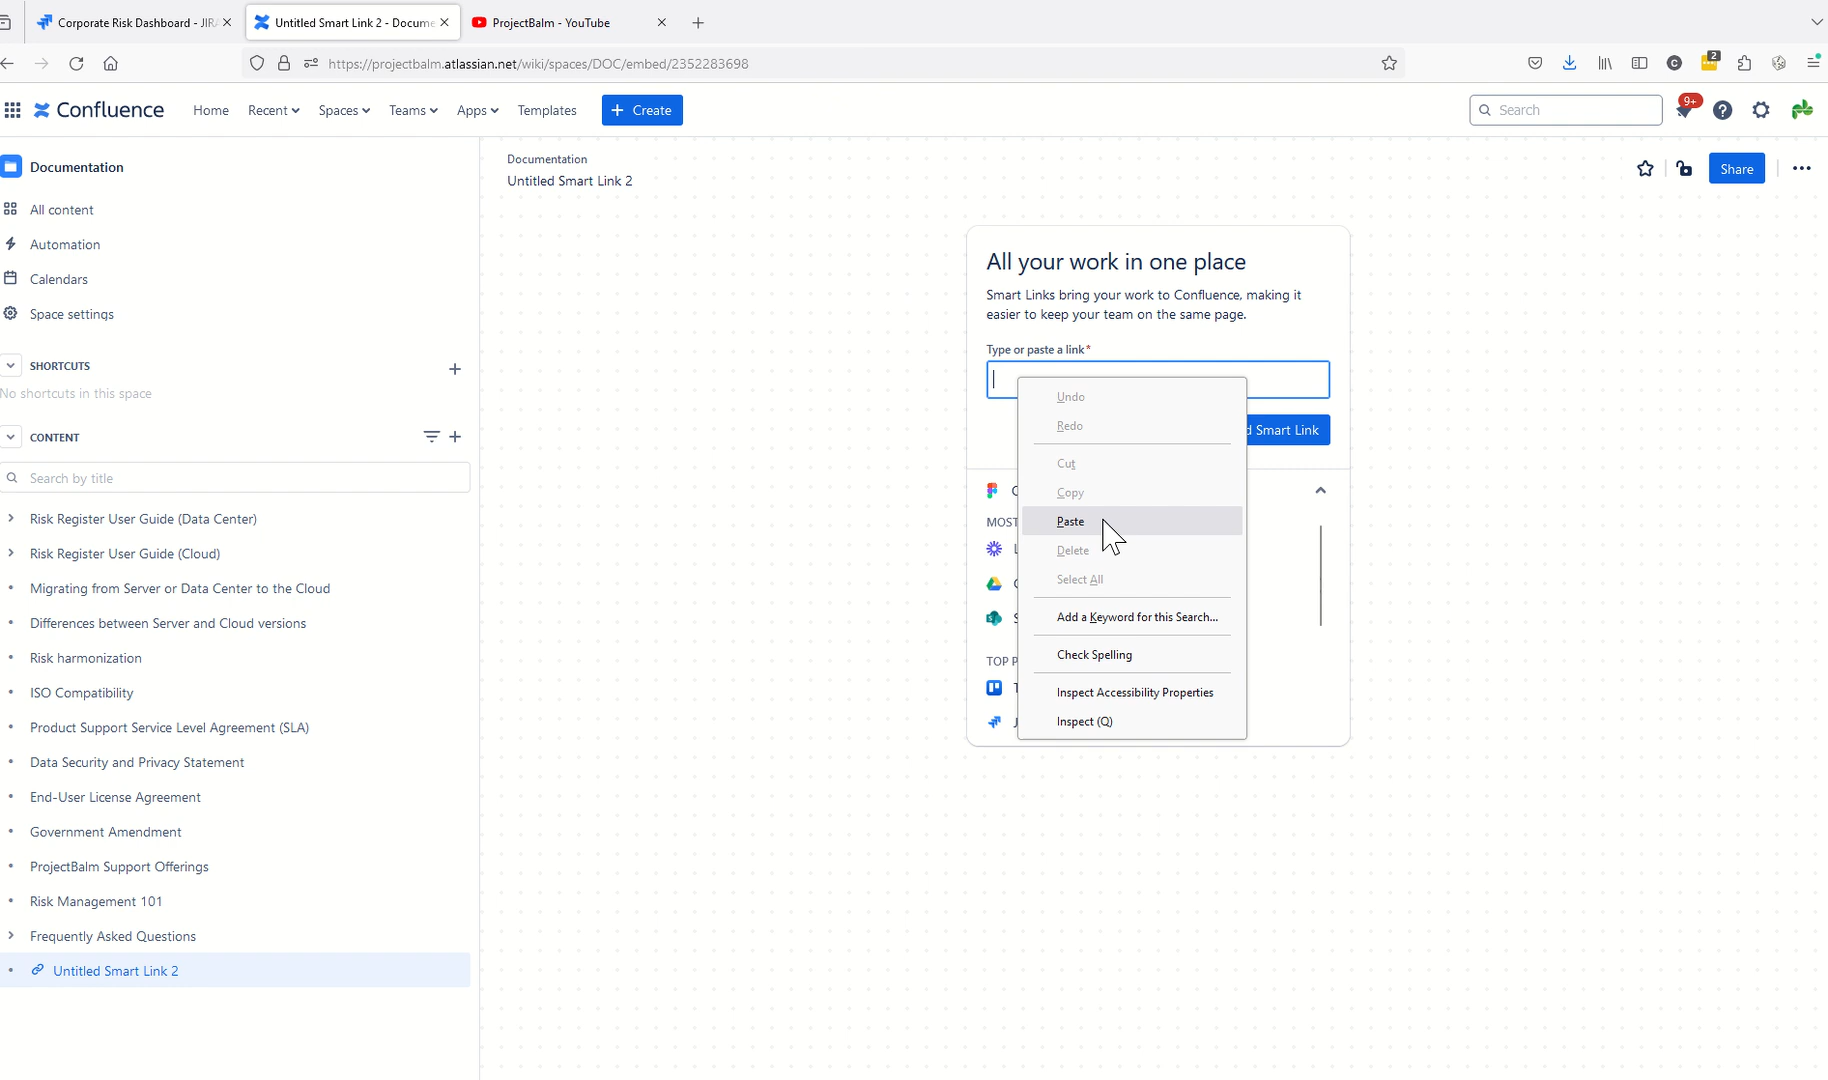 Corporate Risk Dashboard - JIRA
Untitled Smart Link 2 - Docume
ProjectBalm - YouTube
https://projectbalm.atlassian.net/wiki/spaces/DOC/embed/2352283698
C
2
Confluence
Home
Recent
Spaces
Teams
Apps
Templates
+ Create
Search
9+
Documentation
All content
Automation
Calendars
Space settings
SHORTCUTS
No shortcuts in this space
CONTENT
Search by title
Risk Register User Guide (Data Center)
Risk Register User Guide (Cloud)
Migrating from Server or Data Center to the Cloud
Differences between Server and Cloud versions
Risk harmonization
ISO Compatibility
Product Support Service Level Agreement (SLA)
Data Security and Privacy Statement
End-User License Agreement
Government Amendment
ProjectBalm Support Offerings
Risk Management 101
Frequently Asked Questions
Untitled Smart Link 2
Documentation
Untitled Smart Link 2
Share
All your work in one place
Smart Links bring your work to Confluence, making it
easier to keep your team on the same page.
Type or paste a link*
d Smart Link
MOST
TOP P
Undo
Redo
Cut
Copy
Paste
Delete
Select All
Add a Keyword for this Search...
Check Spelling
Inspect Accessibility Properties
Inspect (Q)